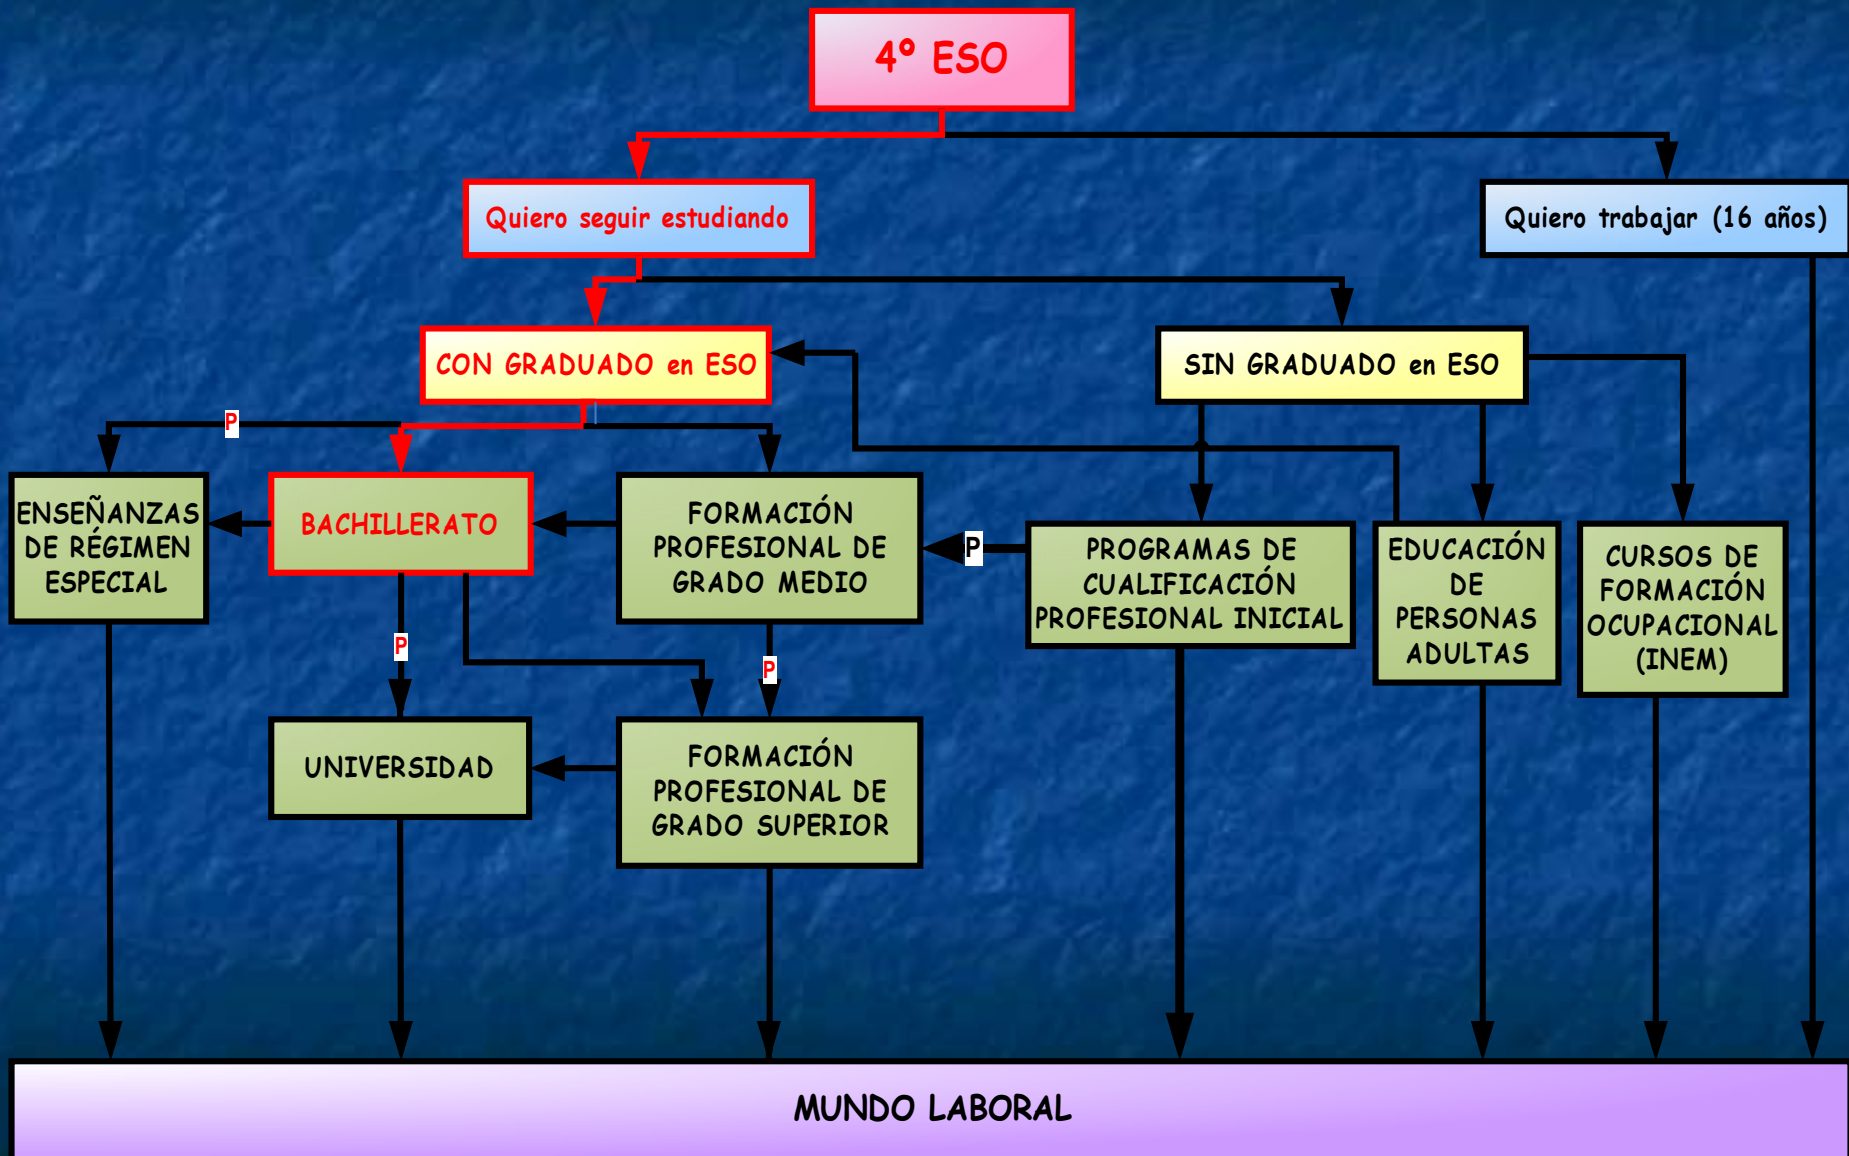 4º ESO
Quiero seguir estudiando
Quiero trabajar (16 años)
CON GRADUADO en ESO
SIN GRADUADO en ESO
P
ENSEÑANZAS
DE RÉGIMEN
ESPECIAL
BACHILLERATO
FORMACIÓN
PROFESIONAL DE
GRADO MEDIO
P
PROGRAMAS DE
CUALIFICACIÓN
PROFESIONAL INICIAL
EDUCACIÓN
DE
PERSONAS
ADULTAS
CURSOS DE
FORMACIÓN
OCUPACIONAL
(INEM)
P
P
UNIVERSIDAD
FORMACIÓN
PROFESIONAL DE
GRADO SUPERIOR
MUNDO LABORAL